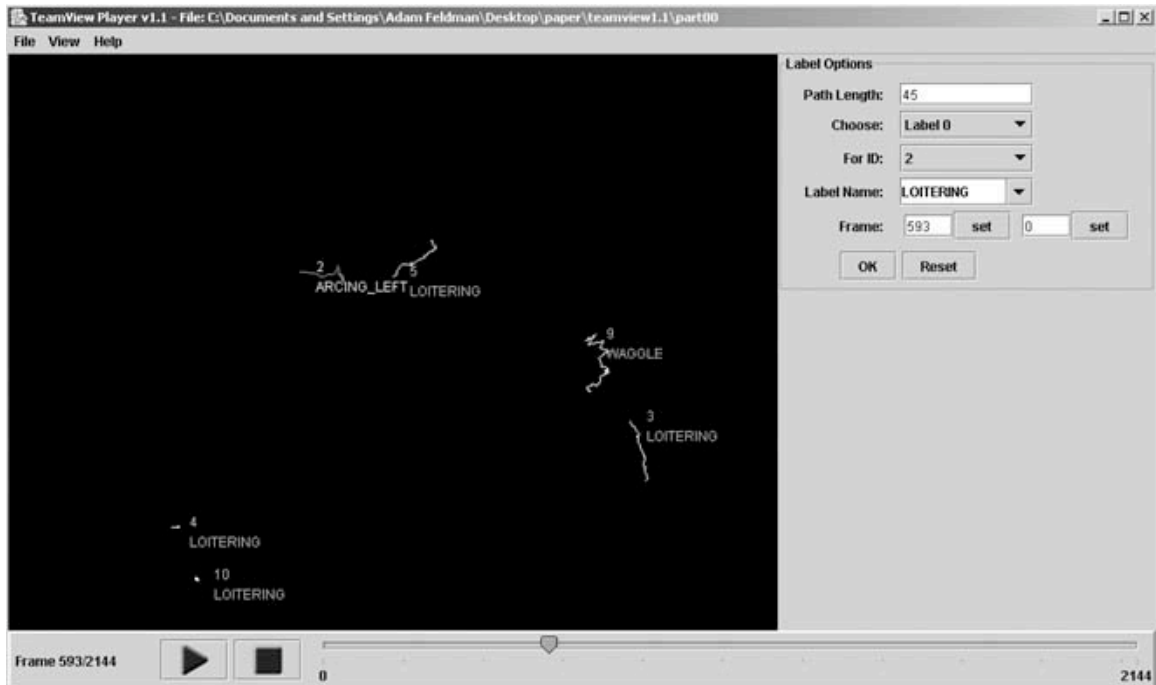 TeamView Player v1.1 - File: C:\Documents and Settings\Adam Feldman\Desktop\paper\teamview1.1\part00
File View Help
Label Options
Path Length: 45
Choose: Label 0
For ID: 2
Label Name: LOITERING
Frame: 593 set 0 set
OK Reset
2
5
ARCING_LEFT
LOITERING
9
WAGGLE
3
LOITERING
4
LOITERING
10
LOITERING
Frame 593/2144
0
2144